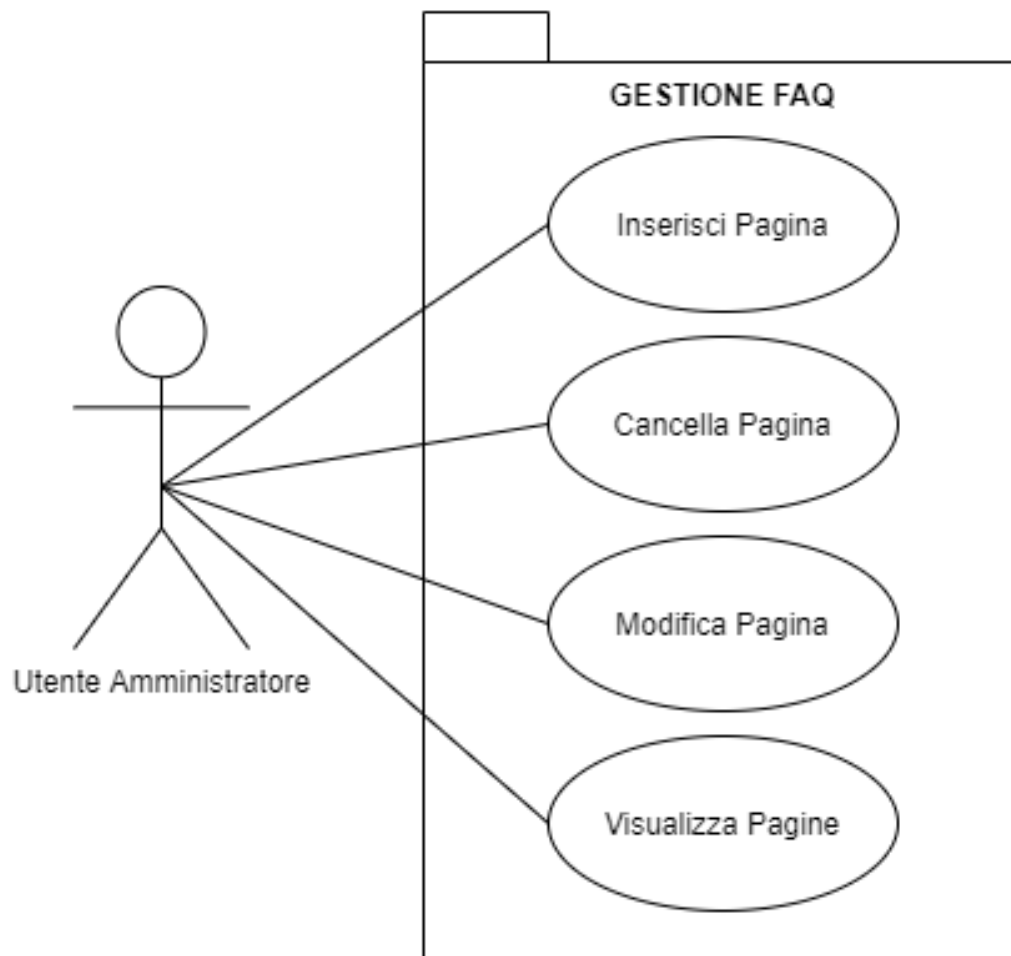 GESTIONE FAQ
Inserisci Pagina
Cancella Pagina
Modifica Pagina
Utente Amministratore
Visualizza Pagine